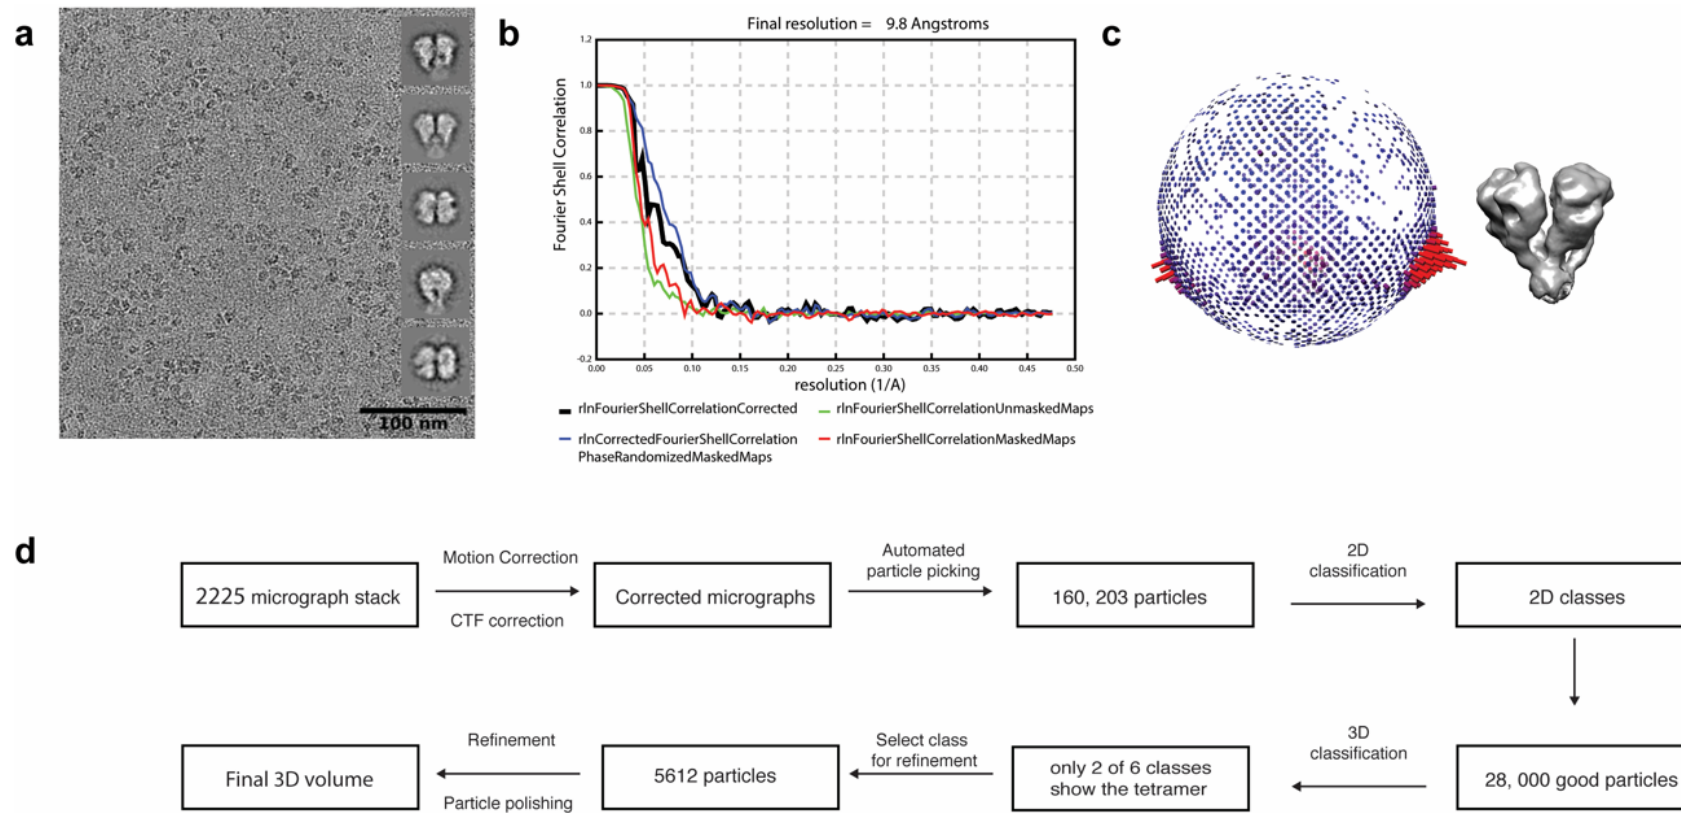 a
100 nm
b
Final resolution = 9.8 Angstroms
Fourier Shell Correlation
1.2
1.0
0.8
0.6
0.4
0.2
0.0
-0.2
0.00 0.05 0.10 0.15 0.20 0.25 0.30 0.35 0.40 0.45 0.50
resolution (1/A)
rlnFourierShellCorrelationCorrected
rlnFourierShellCorrelationUnmaskedMaps
rlnCorrectedFourierShellCorrelation
PhaseRandomizedMaskedMaps
rlnFourierShellCorrelationMaskedMaps
c
d
2225 micrograph stack
Motion Correction
CTF correction
Corrected micrographs
Automated
particle picking
160, 203 particles
2D
classification
2D classes
28, 000 good particles
3D
classification
only 2 of 6 classes
show the tetramer
Select class
for refinement
5612 particles
Refinement
Particle polishing
Final 3D volume